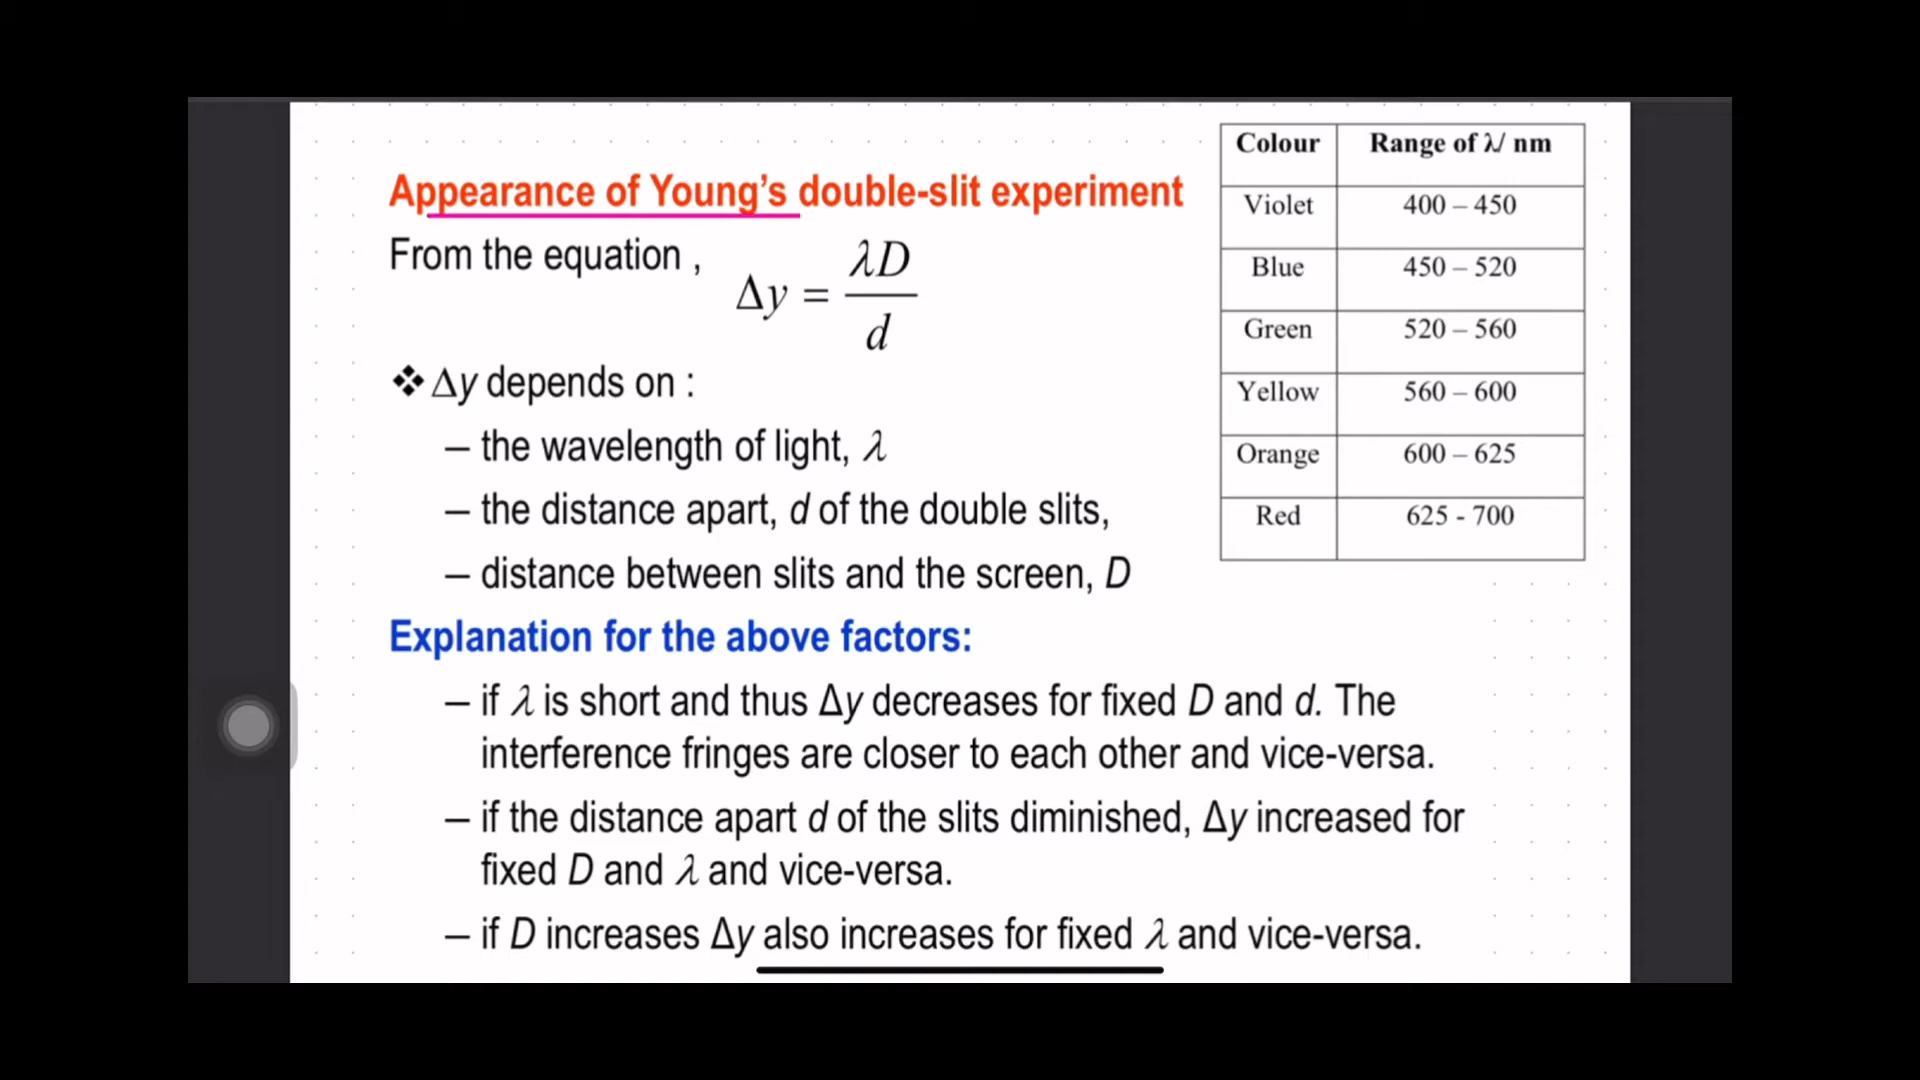 Appearance of Young's double-slit experiment
From the equation ,
Δy = λD / d
❖ Δy depends on :
– the wavelength of light, λ
– the distance apart, d of the double slits,
– distance between slits and the screen, D
Explanation for the above factors:
– if λ is short and thus Δy decreases for fixed D and d. The
interference fringes are closer to each other and vice-versa.
– if the distance apart d of the slits diminished, Δy increased for
fixed D and λ and vice-versa.
– if D increases Δy also increases for fixed λ and vice-versa.
Colour Range of λ/ nm
Violet 400 – 450
Blue 450 – 520
Green 520 – 560
Yellow 560 – 600
Orange 600 – 625
Red 625 - 700